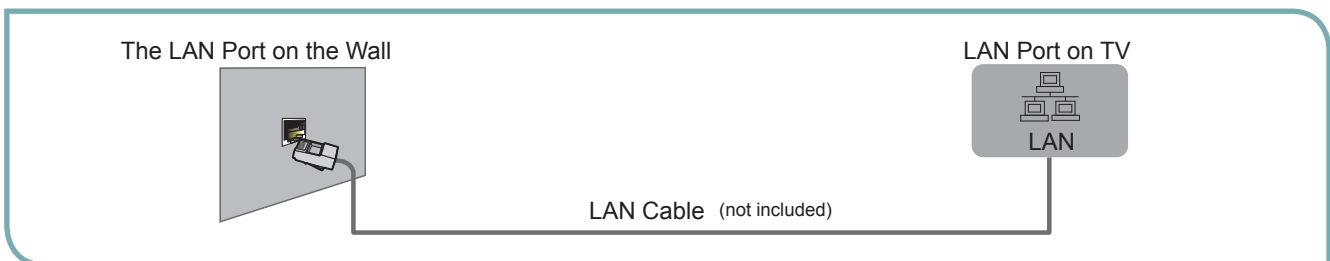 The LAN Port on the Wall
LAN Port on TV
LAN
LAN Cable (not included)